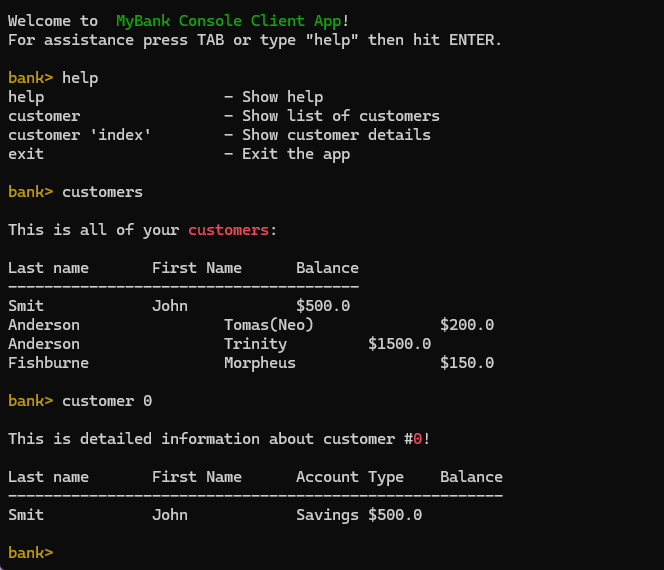 Welcome to  MyBank Console Client App!
For assistance press TAB or type "help" then hit ENTER.
bank> help
help                    - Show help
customer                - Show list of customers
customer 'index'        - Show customer details
exit                    - Exit the app
bank> customers
This is all of your customers:
Last name       First Name      Balance
---------------------------------------
Smit            John            $500.0
Anderson                Tomas(Neo)              $200.0
Anderson                Trinity         $1500.0
Fishburne               Morpheus                $150.0
bank> customer 0
This is detailed information about customer #0!
Last name       First Name      Account Type    Balance
-------------------------------------------------------
Smit            John            Savings $500.0
bank>